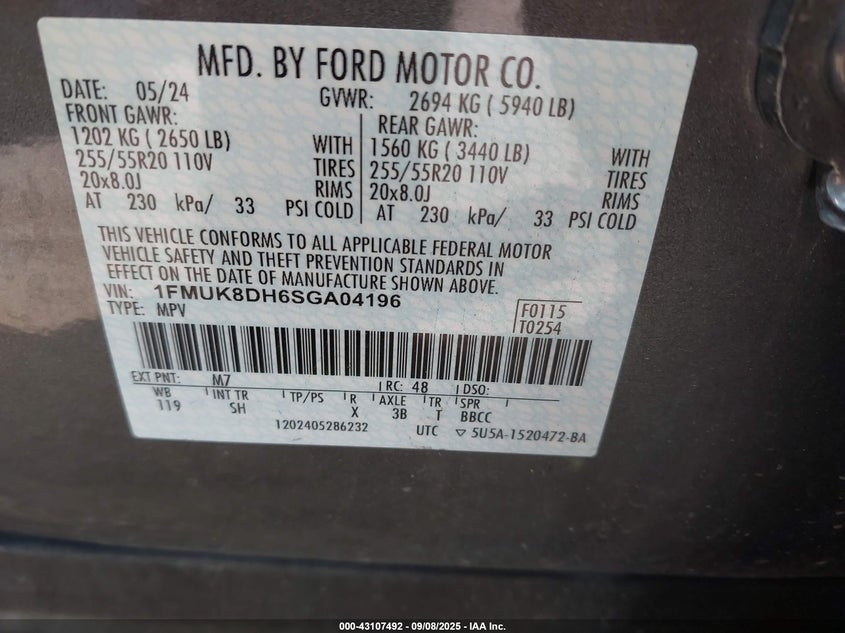 MFD. BY FORD MOTOR CO.
DATE: 05/24 GVWR: 2694 KG ( 5940 LB)
FRONT GAWR: REAR GAWR:
1202 KG ( 2650 LB) WITH 1560 KG ( 3440 LB) WITH
255/55R20 110V TIRES 255/55R20 110V TIRES
20x8.0J RIMS 20x8.0J RIMS
AT 230 kPa/ 33 PSI COLD AT 230 kPa/ 33 PSI COLD
THIS VEHICLE CONFORMS TO ALL APPLICABLE FEDERAL MOTOR
VEHICLE SAFETY AND THEFT PREVENTION STANDARDS IN
EFFECT ON THE DATE OF MANUFACTURE SHOWN ABOVE.
VIN: 1FMUK8DH6SGA04196 F0115
TYPE: MPV T0254
EXT PNT: M7 RC: 48 DSO:
WB INT TR TP/PS R AXLE TR SPR
119 SH X 3B T BBCC
1202405286232 UTC ▽ 5U5A-1520472-BA
000-43107492 - 09/08/2025 - IAA Inc.